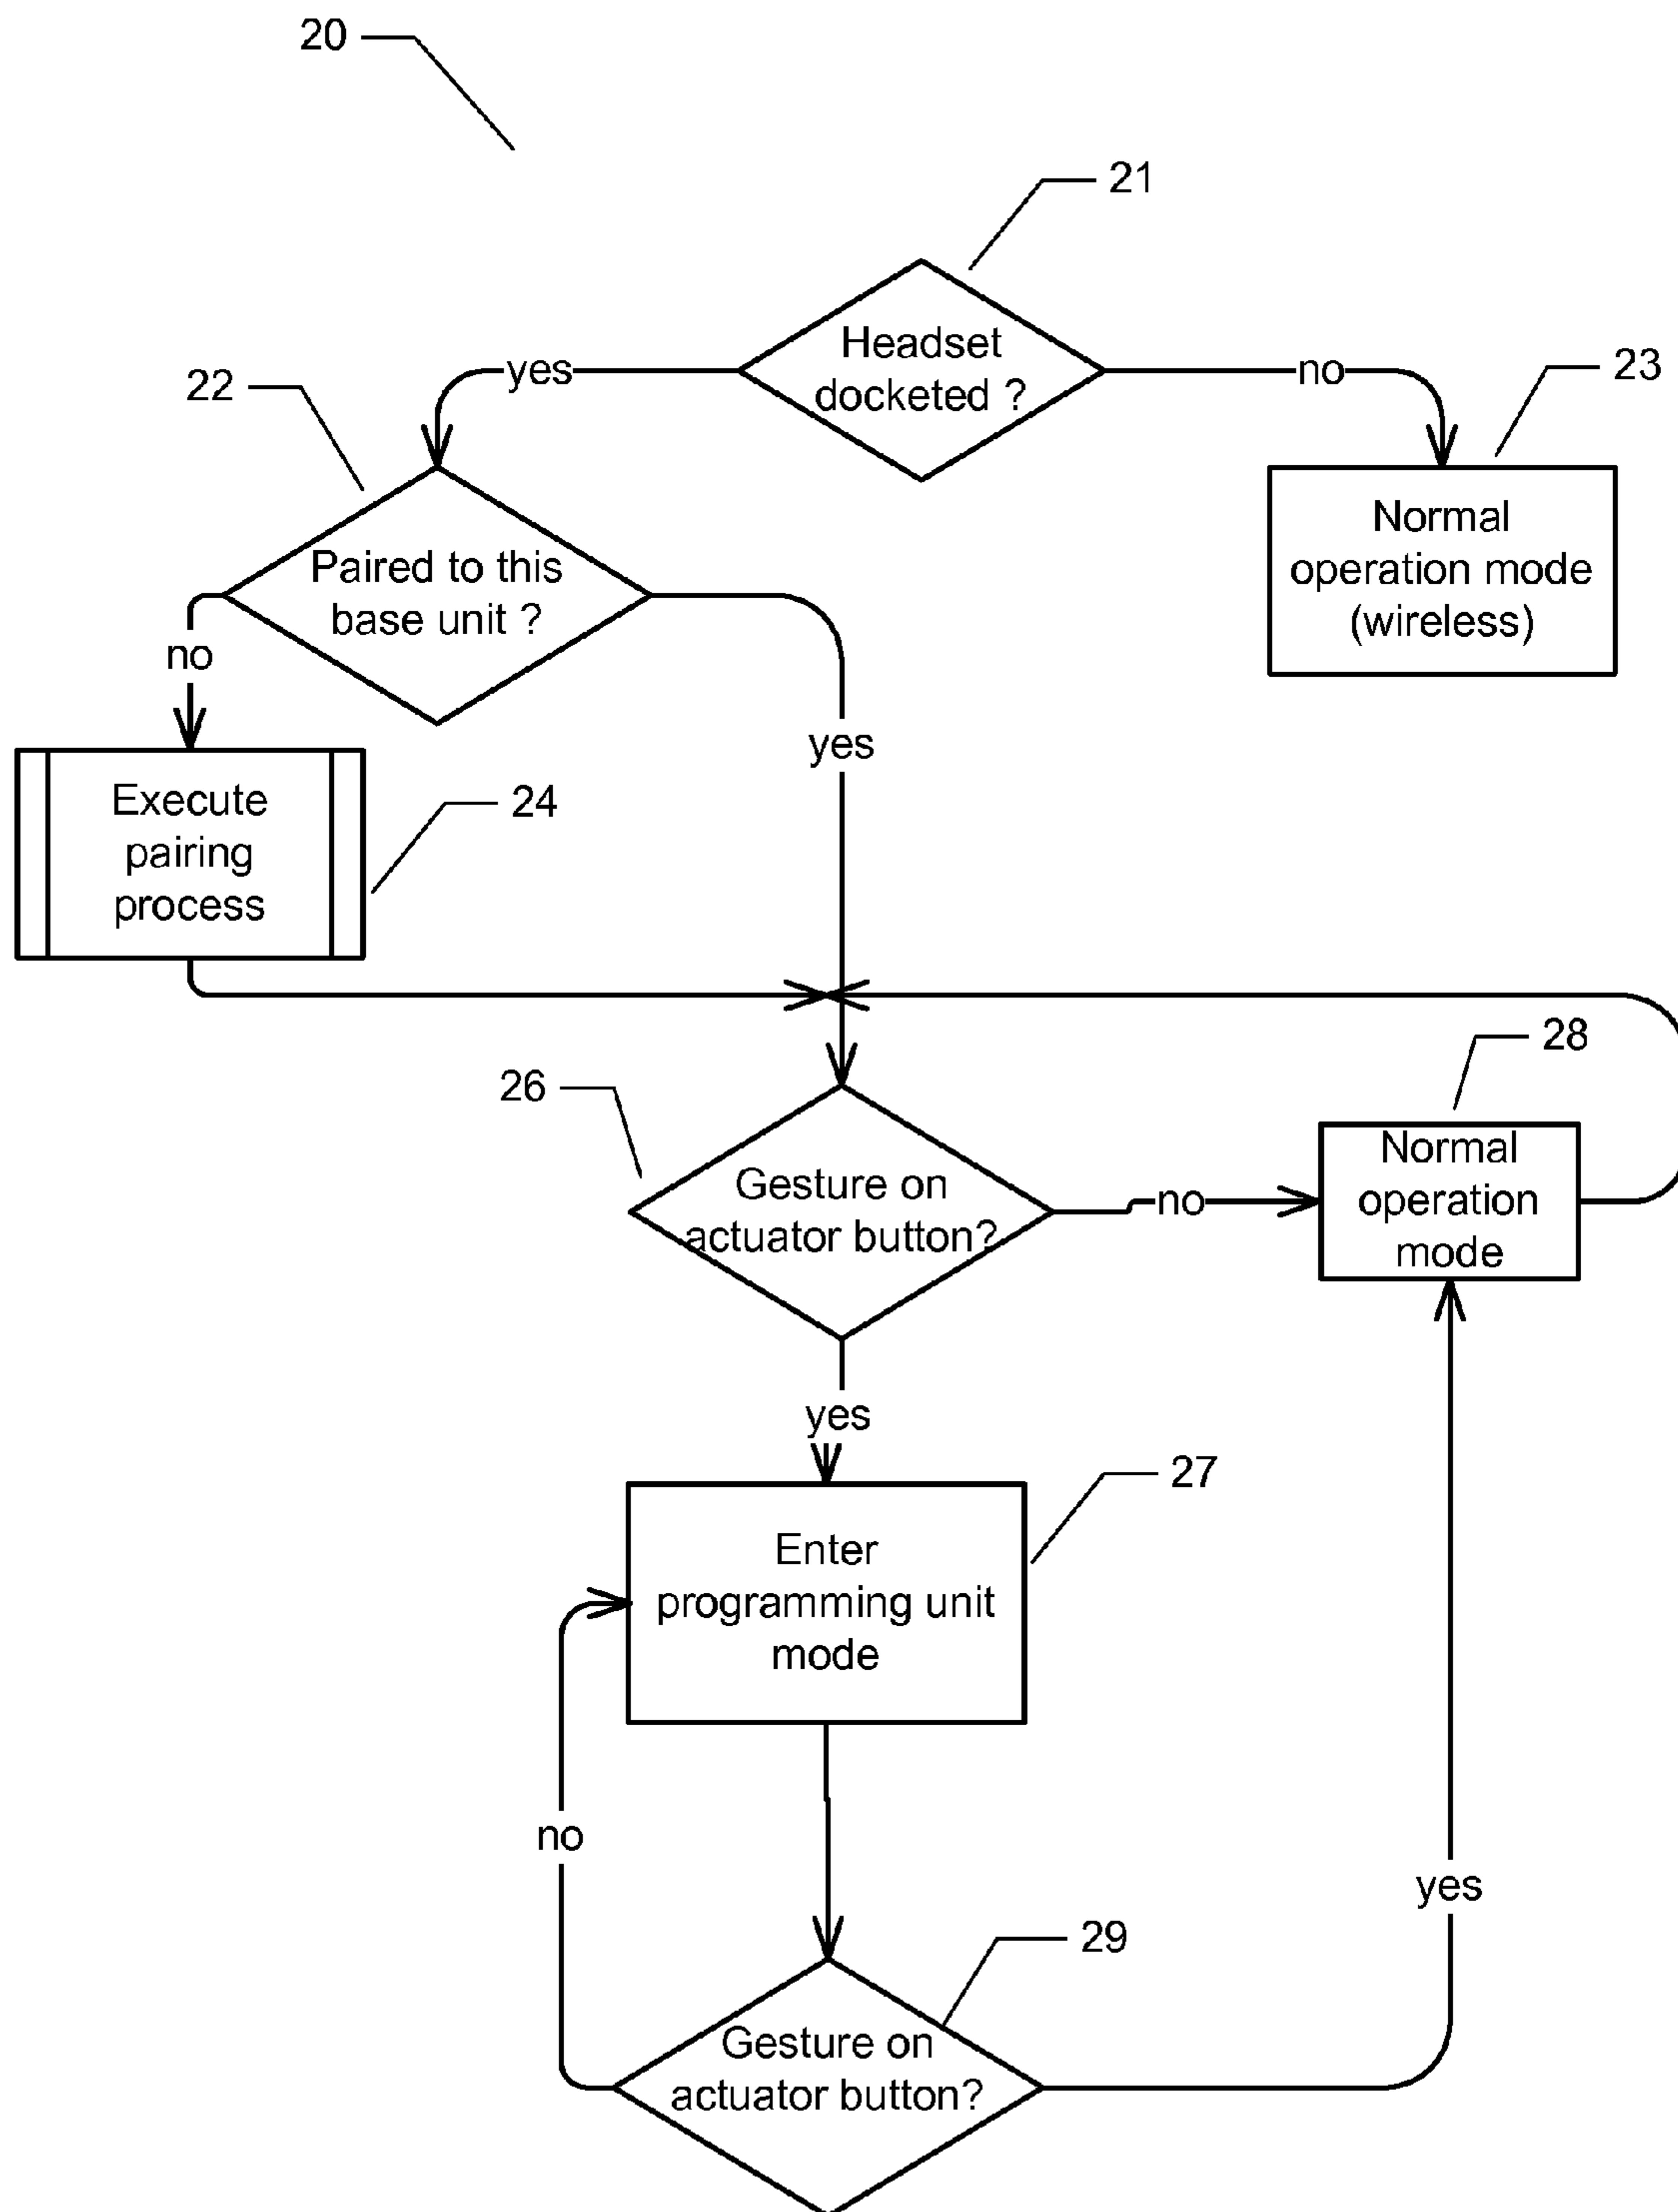 20
21
Headset
docketed ?
yes
no
22
23
Paired to this
base unit ?
Normal
operation mode
(wireless)
no
yes
Execute
pairing
process
24
28
26
Gesture on
actuator button?
no
Normal
operation
mode
yes
27
Enter
programming unit
mode
no
yes
29
Gesture on
actuator button?